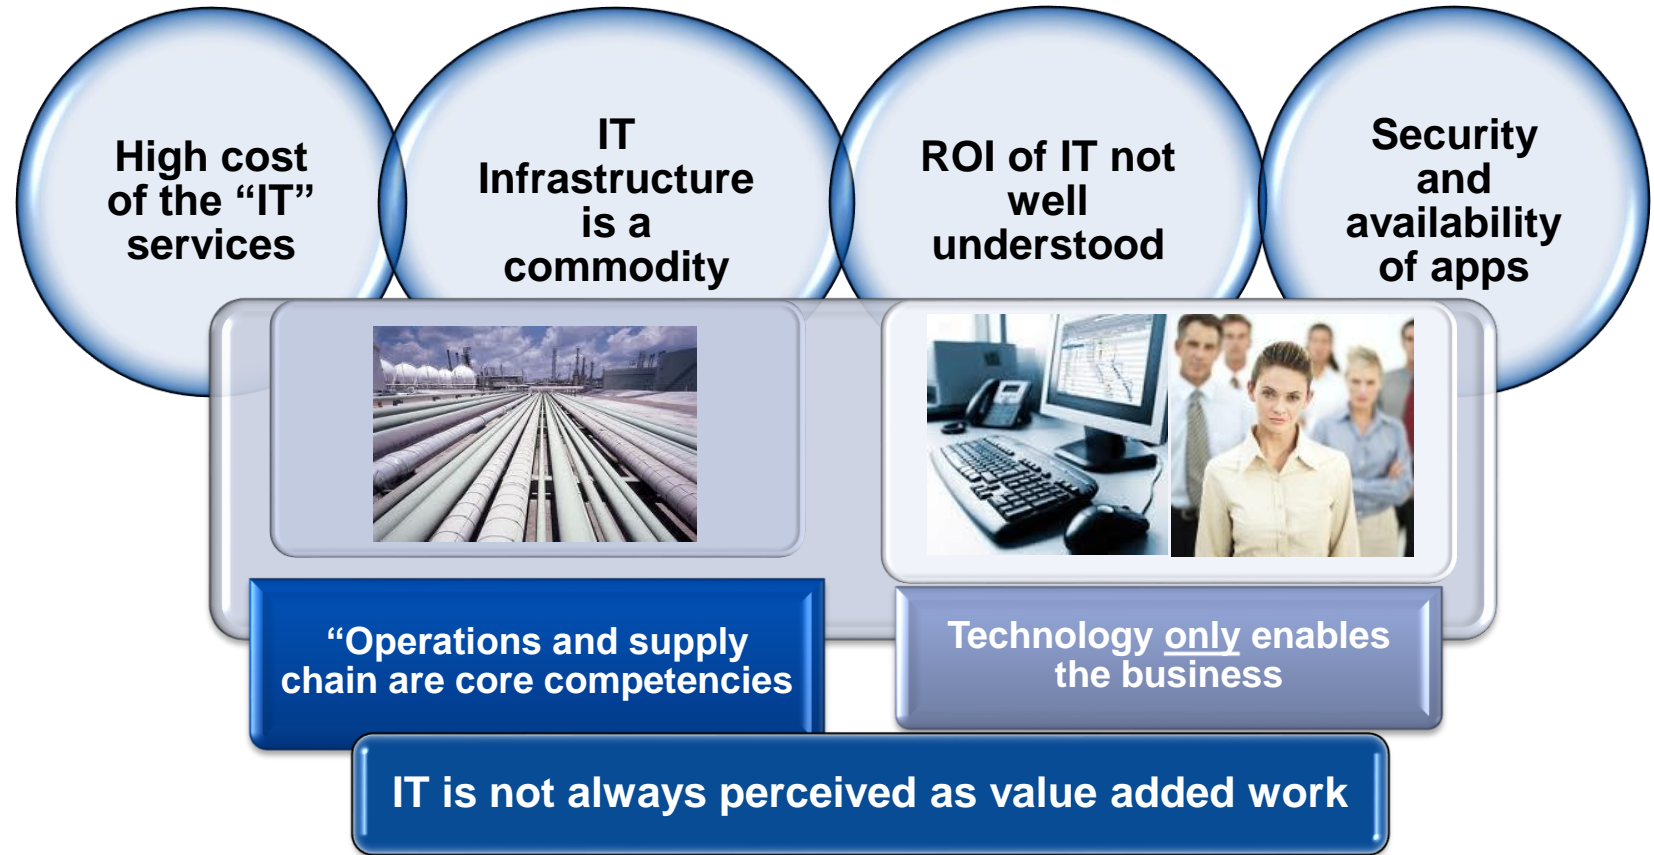 High cost
of the “IT”
services
IT
Infrastructure
is a
commodity
ROI of IT not
well
understood
Security
and
availability
of apps
“Operations and supply
chain are core competencies
Technology only enables
the business
IT is not always perceived as value added work